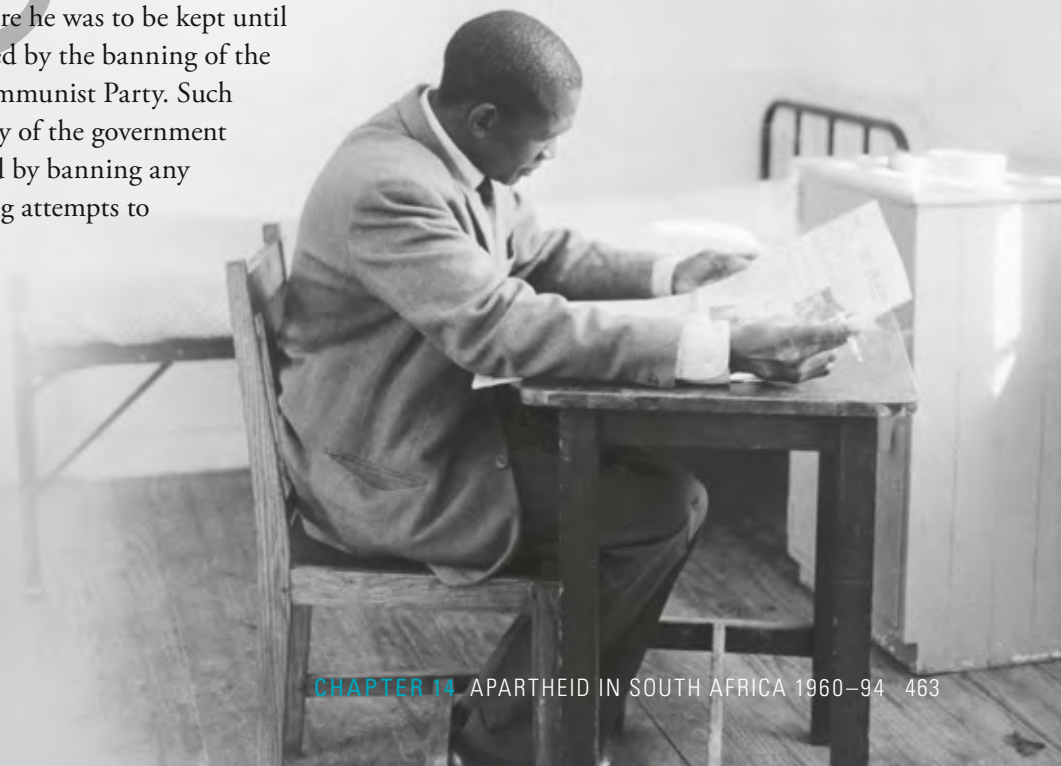 re he was to be kept until
ed by the banning of the
mmunist Party. Such
y of the government
d by banning any
g attempts to
CHAPTER 14 APARTHEID IN SOUTH AFRICA 1960–94 463